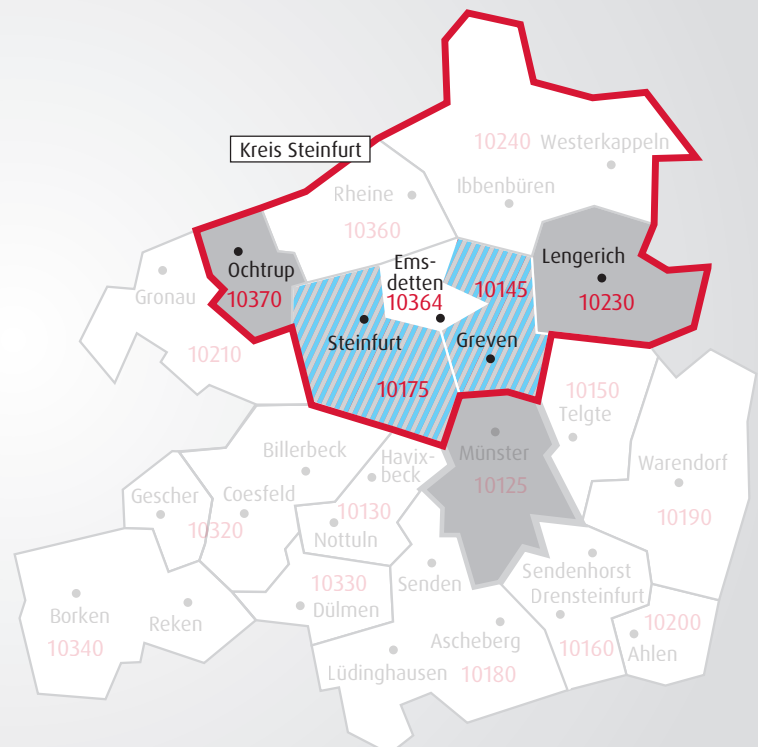 10240
Westerkappeln
Kreis Steinfurt
Rheine
Ibbenbüren
10360
Ochtrup
Ems-
detten
10364
Lengerich
10145
10230
Gronau
10370
Steinfurt
Greven
10210
10175
10150
Telgte
Billerbeck
Havix-
beck
Münster
10125
Warendorf
Gescher
Coesfeld
10320
10130
Nottuln
10190
10330
Dülmen
Senden
Sendenhorst
Drensteinfurt
Borken
10340
Reken
Ascheberg
Lüdinghausen
10180
10160
10200
Ahlen